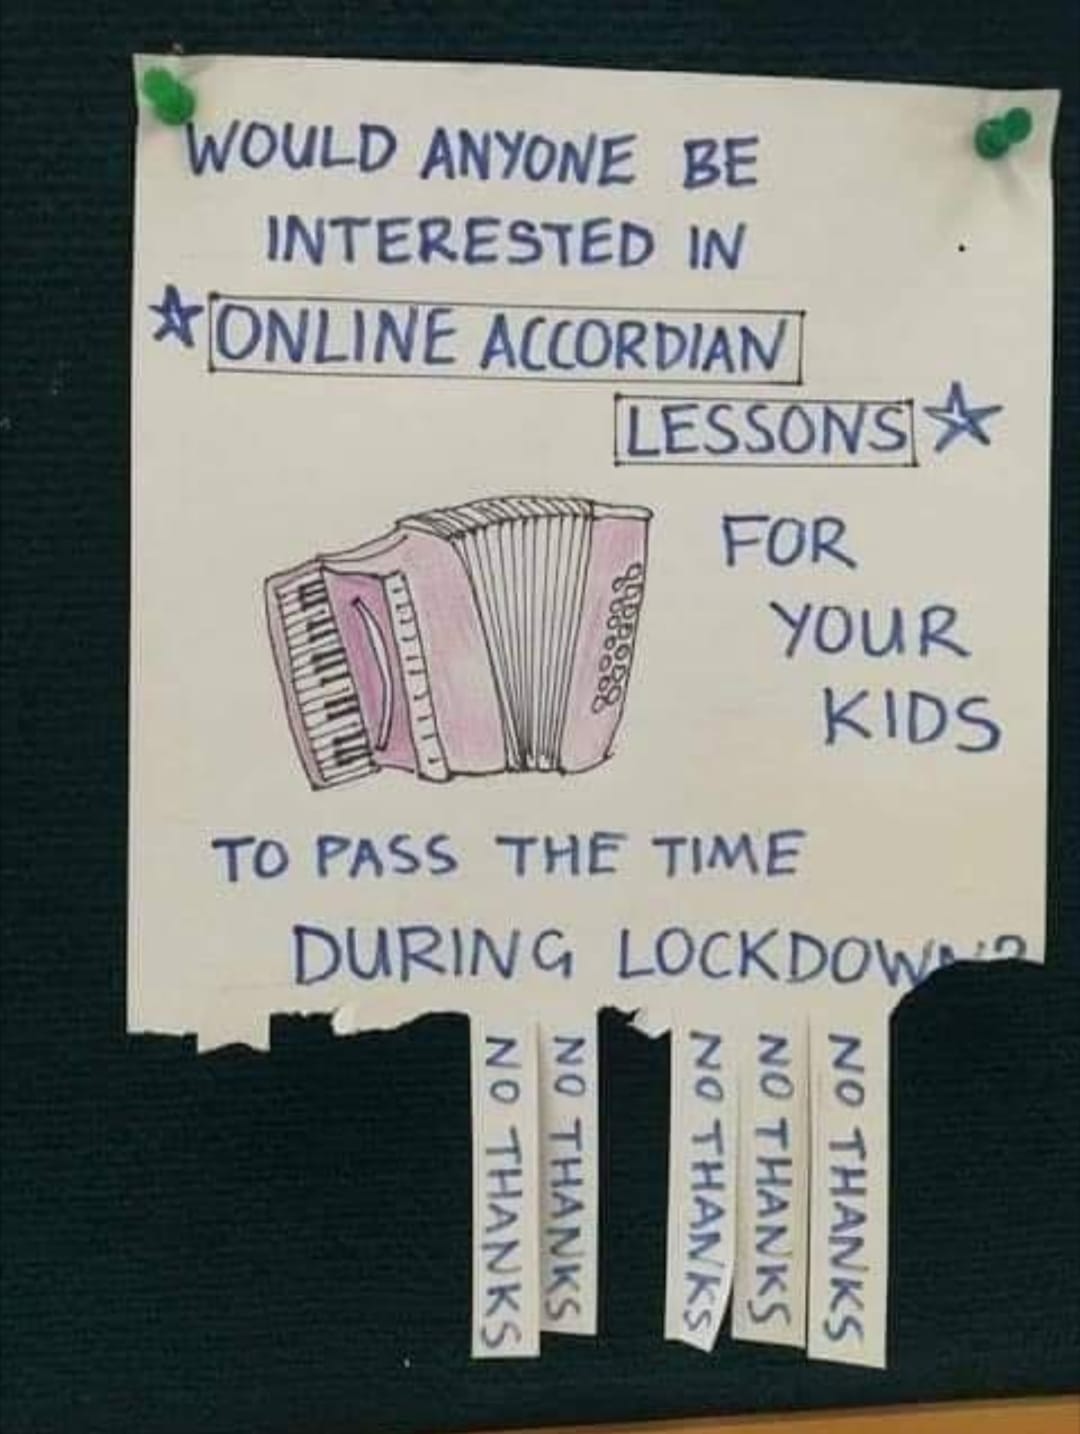 WOULD ANYONE BE
INTERESTED IN
ONLINE ACCORDIAN
LESSONS
FOR
YOUR
KIDS
TO PASS THE TIME
DURING LOCKDOWN?
NO THANKS
NO THANKS
NO THANKS
NO THANKS
NO THANKS